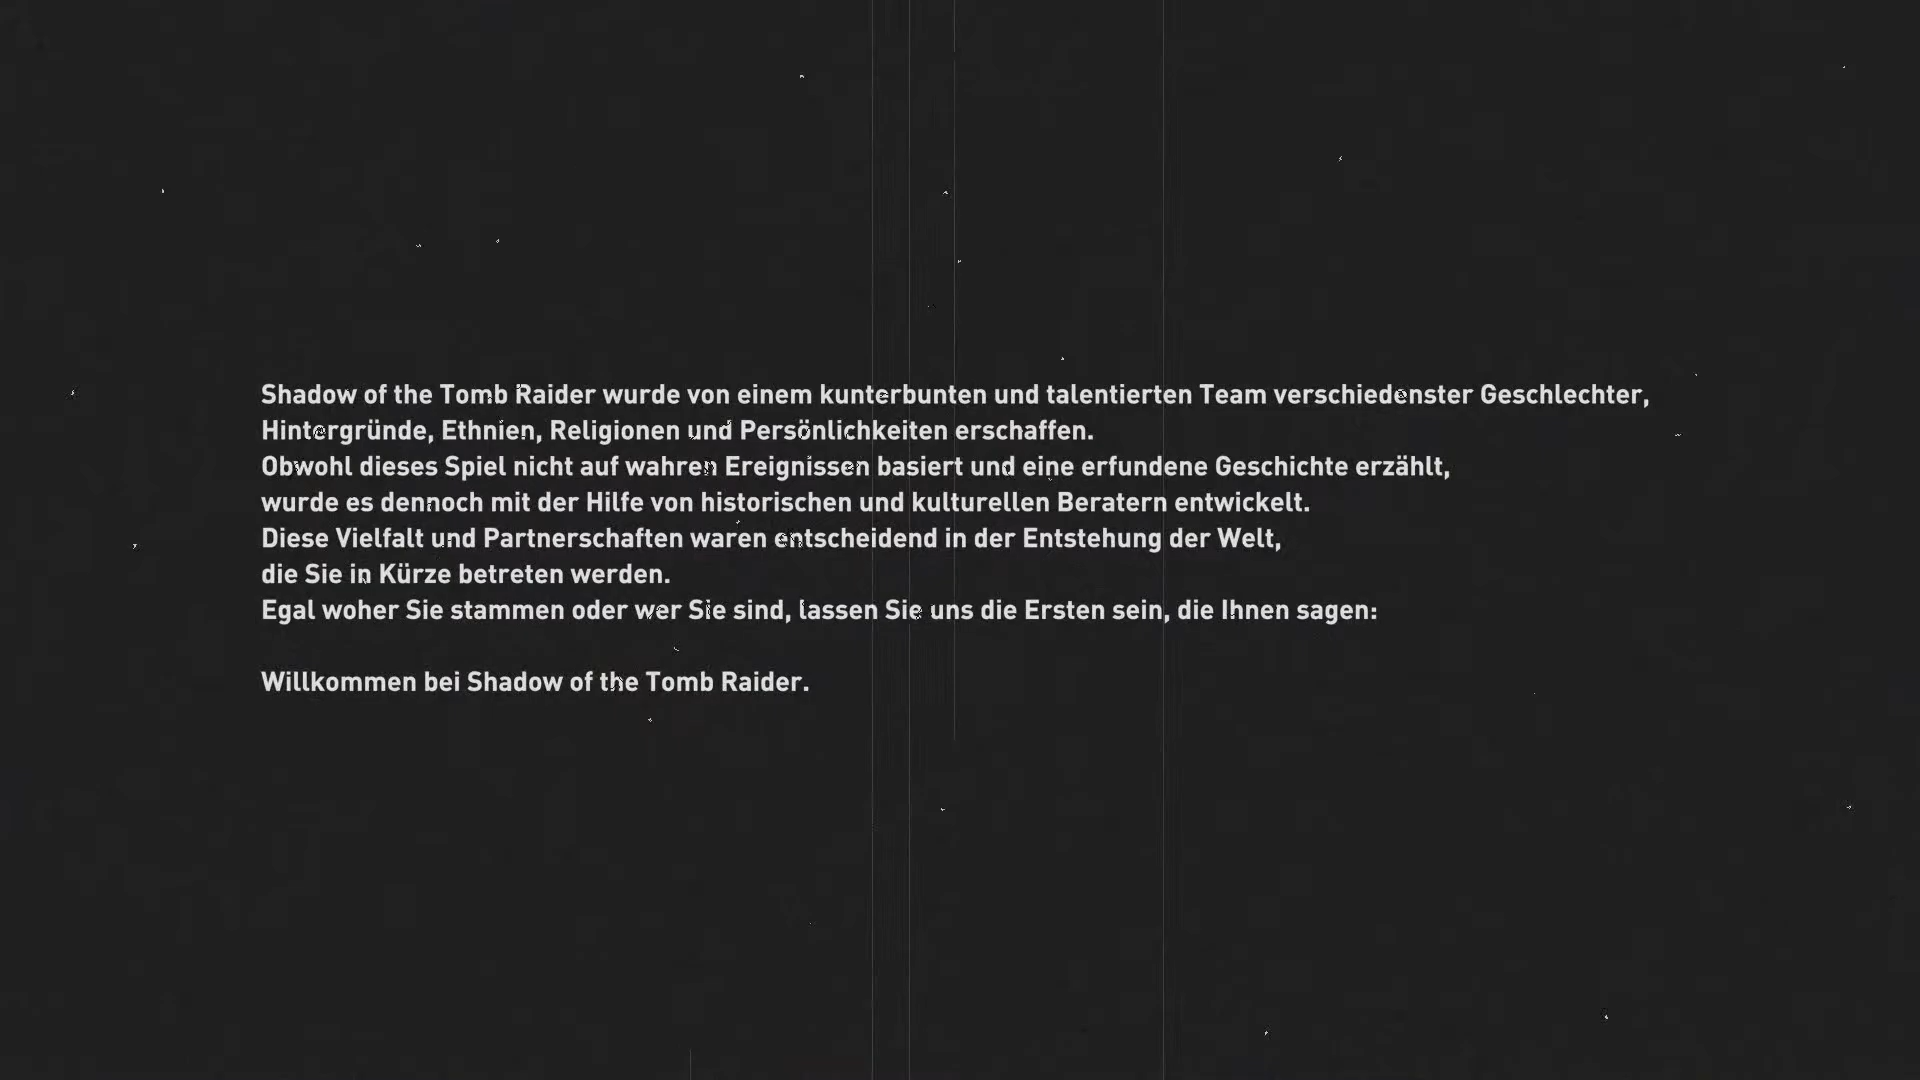 Shadow of the Tomb Raider wurde von einem kunterbunten und talentierten Team verschiedenster Geschlechter,
Hintergründe, Ethnien, Religionen und Persönlichkeiten erschaffen.
Obwohl dieses Spiel nicht auf wahren Ereignissen basiert und eine erfundene Geschichte erzählt,
wurde es dennoch mit der Hilfe von historischen und kulturellen Beratern entwickelt.
Diese Vielfalt und Partnerschaften waren entscheidend in der Entstehung der Welt,
die Sie in Kürze betreten werden.
Egal woher Sie stammen oder wer Sie sind, lassen Sie uns die Ersten sein, die Ihnen sagen:
Willkommen bei Shadow of the Tomb Raider.